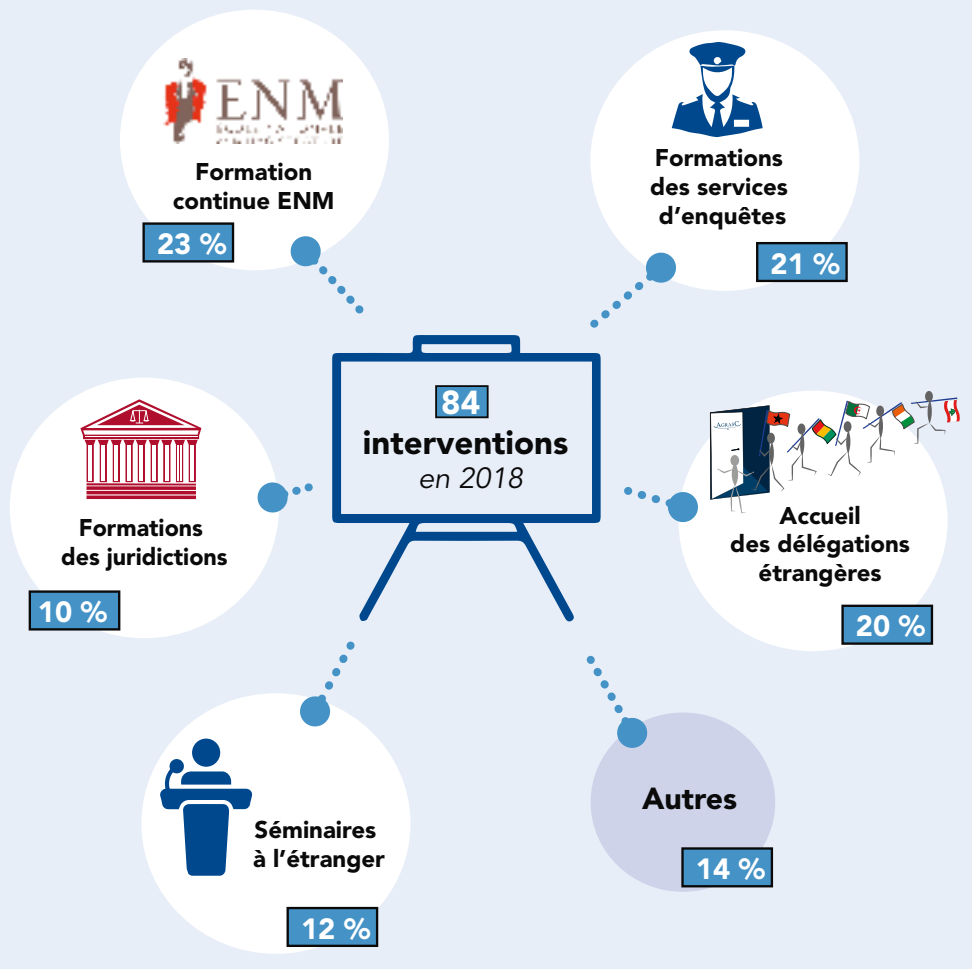 ENM
Formation
continue ENM
23 %
Formations
des services
d'enquêtes
21 %
84
interventions
en 2018
Formations
des juridictions
10 %
AGRASC
Accueil
des délégations
étrangères
20 %
Séminaires
à l'étranger
12 %
Autres
14 %